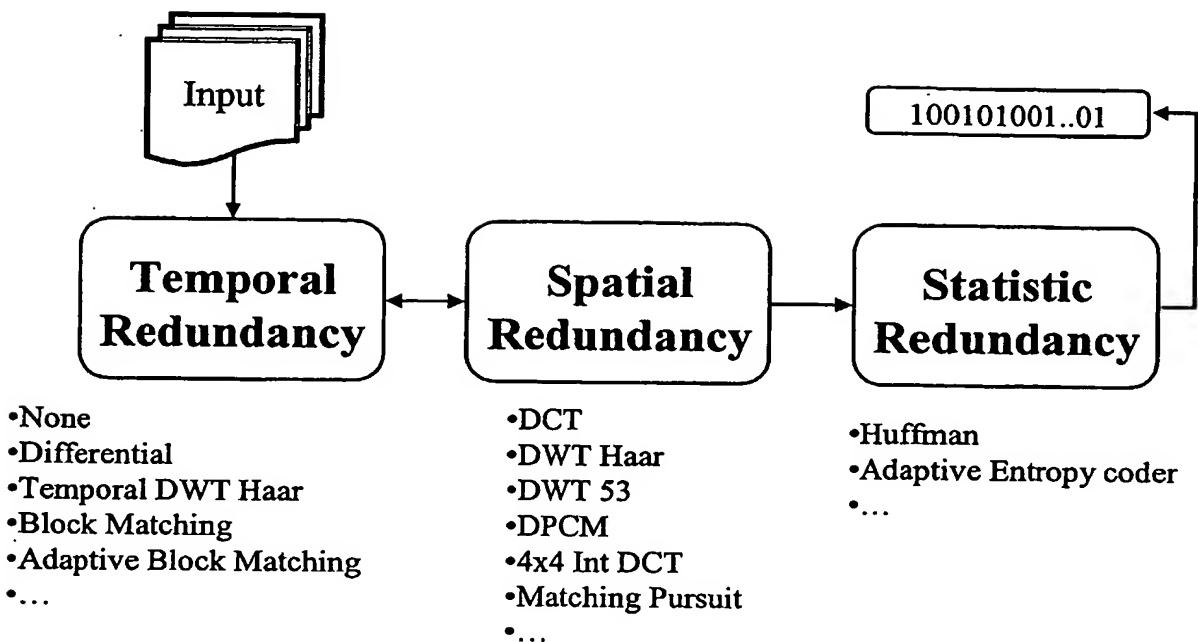 Input
100101001..01
Temporal
Redundancy
Spatial
Redundancy
Statistic
Redundancy
•None
•Differential
•Temporal DWT Haar
•Block Matching
•Adaptive Block Matching
•...
•DCT
•DWT Haar
•DWT 53
•DPCM
•4x4 Int DCT
•Matching Pursuit
•...
•Huffman
•Adaptive Entropy coder
•...